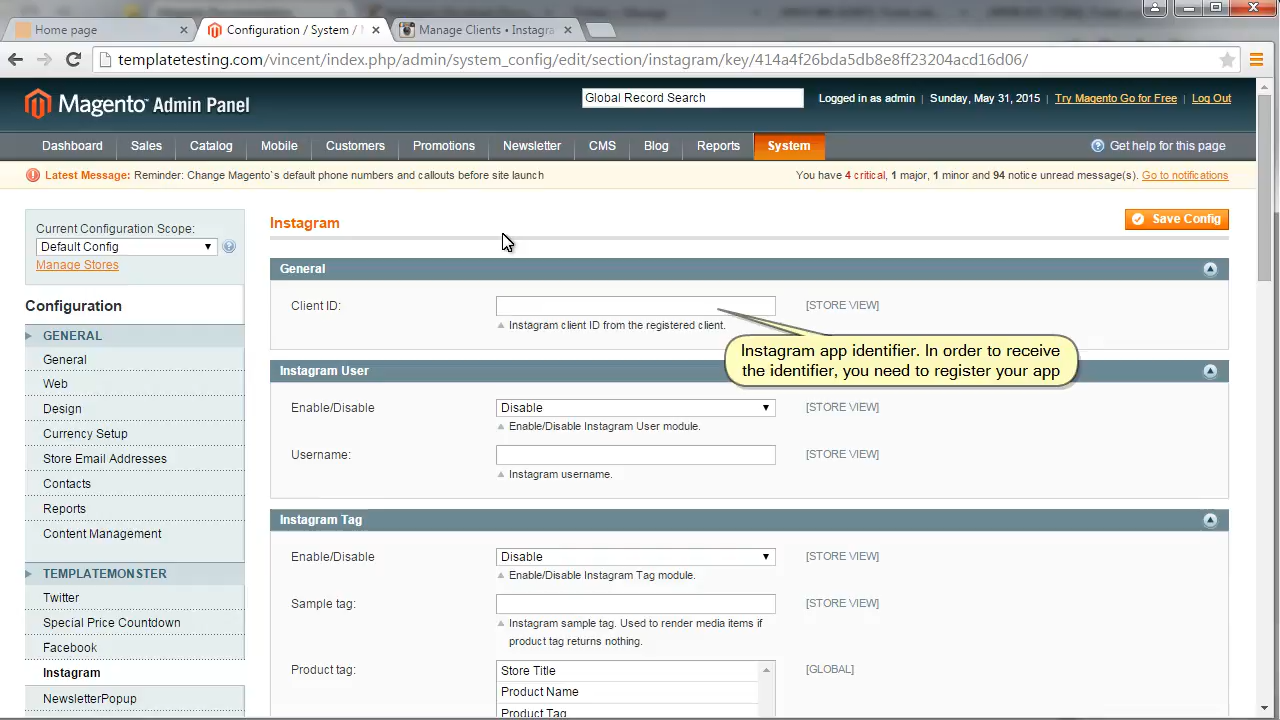 Home page
Configuration / System /
Manage Clients • Instagra
templatetesting.com/vincent/index.php/admin/system_config/edit/section/instagram/key/414a4f26bda5db8e8ff23204acd16d06/
Magento Admin Panel
Global Record Search
Logged in as admin | Sunday, May 31, 2015 | Try Magento Go for Free | Log Out
Dashboard Sales Catalog Mobile Customers Promotions Newsletter CMS Blog Reports System
Get help for this page
Latest Message: Reminder: Change Magento`s default phone numbers and callouts before site launch
You have 4 critical, 1 major, 1 minor and 94 notice unread message(s). Go to notifications
Current Configuration Scope:
Default Config
Manage Stores
Configuration
GENERAL
General
Web
Design
Currency Setup
Store Email Addresses
Contacts
Reports
Content Management
TEMPLATEMONSTER
Twitter
Special Price Countdown
Facebook
Instagram
NewsletterPopup
Instagram
Save Config
General
Client ID:
[STORE VIEW]
Instagram client ID from the registered client.
Instagram app identifier. In order to receive
the identifier, you need to register your app
Instagram User
Enable/Disable
Disable
[STORE VIEW]
Enable/Disable Instagram User module.
Username:
[STORE VIEW]
Instagram username.
Instagram Tag
Enable/Disable
Disable
[STORE VIEW]
Enable/Disable Instagram Tag module.
Sample tag:
[STORE VIEW]
Instagram sample tag. Used to render media items if
product tag returns nothing.
Product tag:
Store Title
[GLOBAL]
Product Name
Product Tag